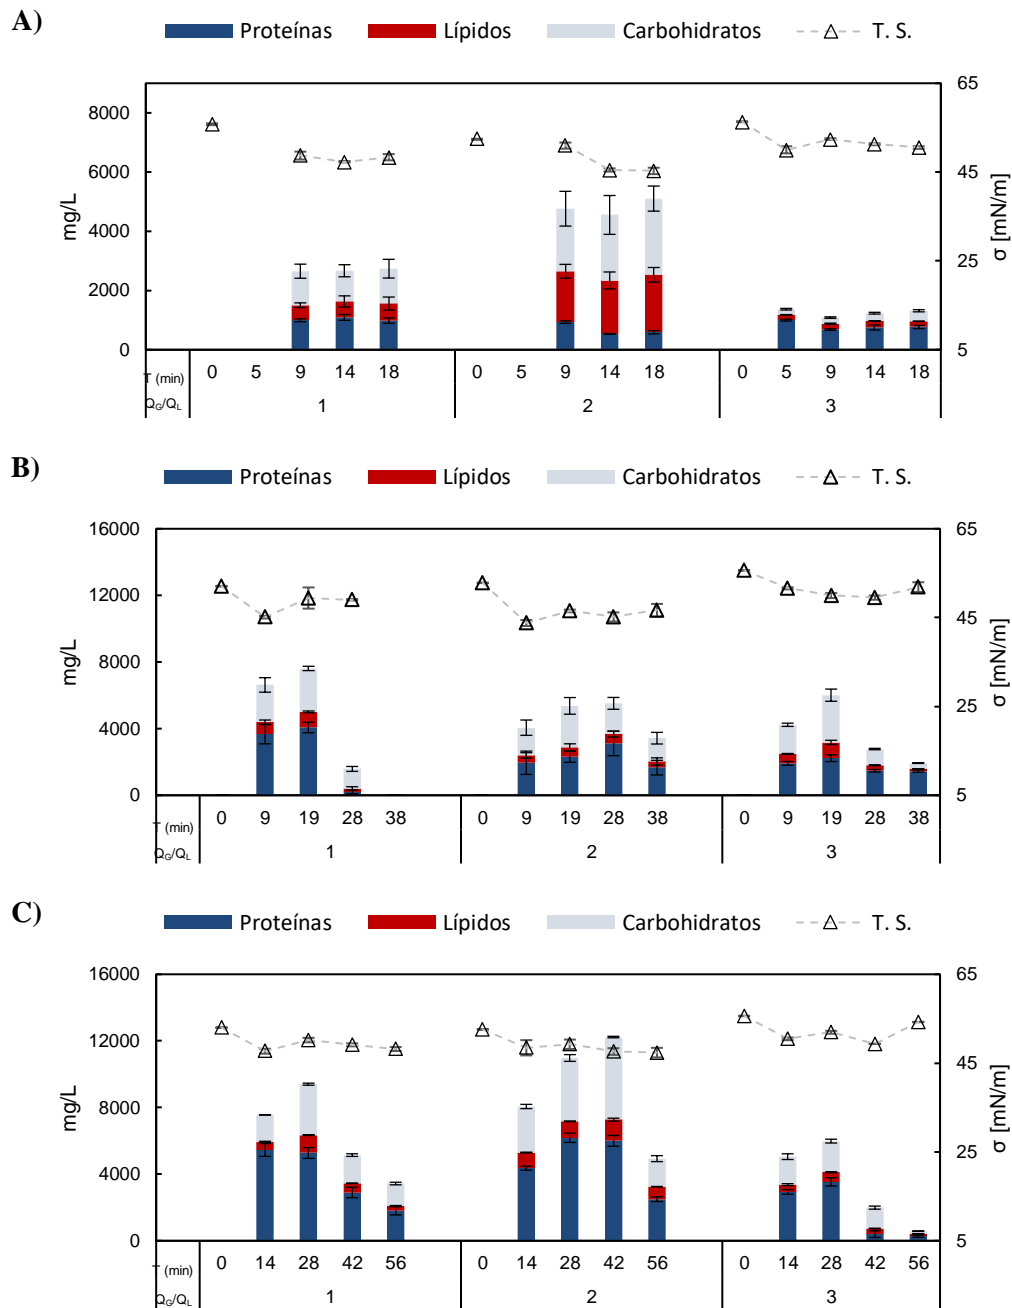 A)
Proteínas Lípidos Carbohidratos T. S.
8000 6000 4000 2000 0
mg/L
65 45 25 5
σ [mN/m]
T (min) 0 5 9 14 18 0 5 9 14 18 0 5 9 14 18
QG/QL 1 2 3
B)
Proteínas Lípidos Carbohidratos T. S.
16000 12000 8000 4000 0
mg/L
65 45 25 5
σ [mN/m]
T (min) 0 9 19 28 38 0 9 19 28 38 0 9 19 28 38
QG/QL 1 2 3
C)
Proteínas Lípidos Carbohidratos T. S.
16000 12000 8000 4000 0
mg/L
65 45 25 5
σ [mN/m]
T (min) 0 14 28 42 56 0 14 28 42 56 0 14 28 42 56
QG/QL 1 2 3